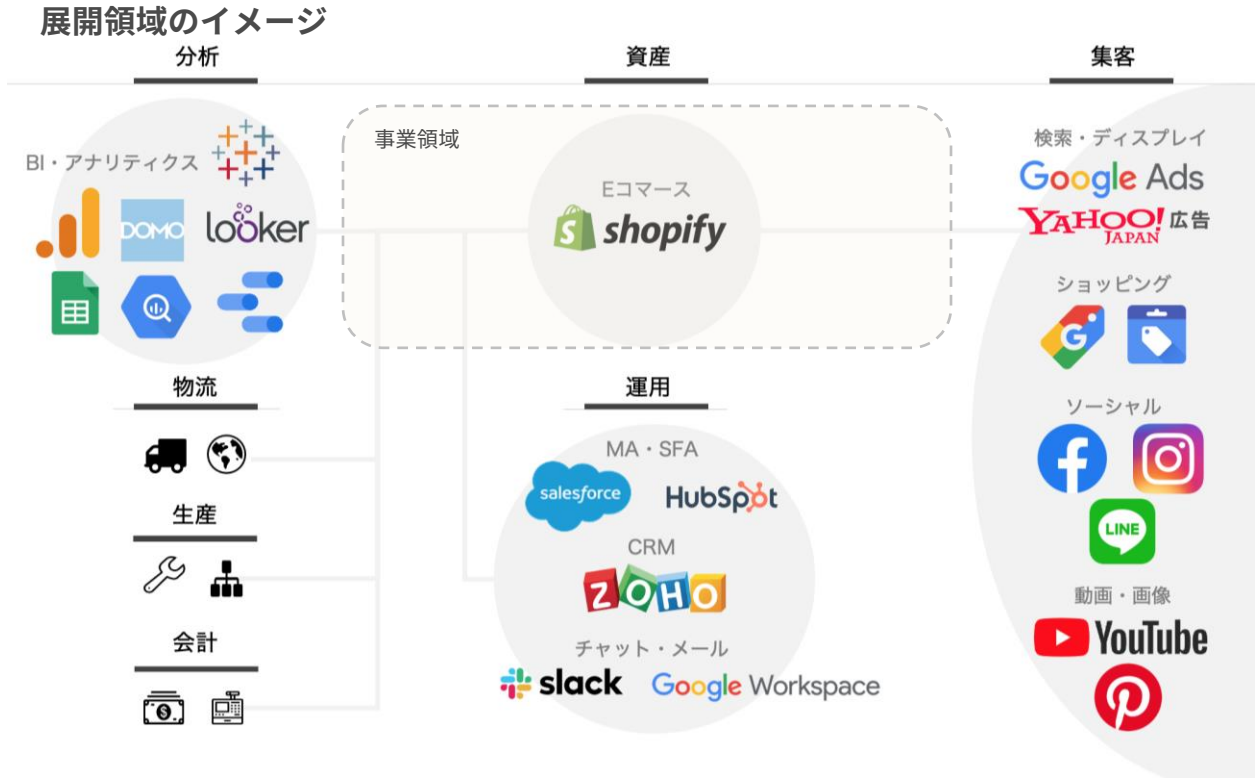 展開領域のイメージ
分析
資産
集客
事業領域
BI・アナリティクス
DOMO
looker
Eコマース
shopify
検索・ディスプレイ
Google Ads
YAHOO! JAPAN 広告
ショッピング
G
ソーシャル
LINE
動画・画像
YouTube
物流
生産
会計
運用
MA・SFA
salesforce
HubSpot
CRM
ZOHO
チャット・メール
slack
Google Workspace